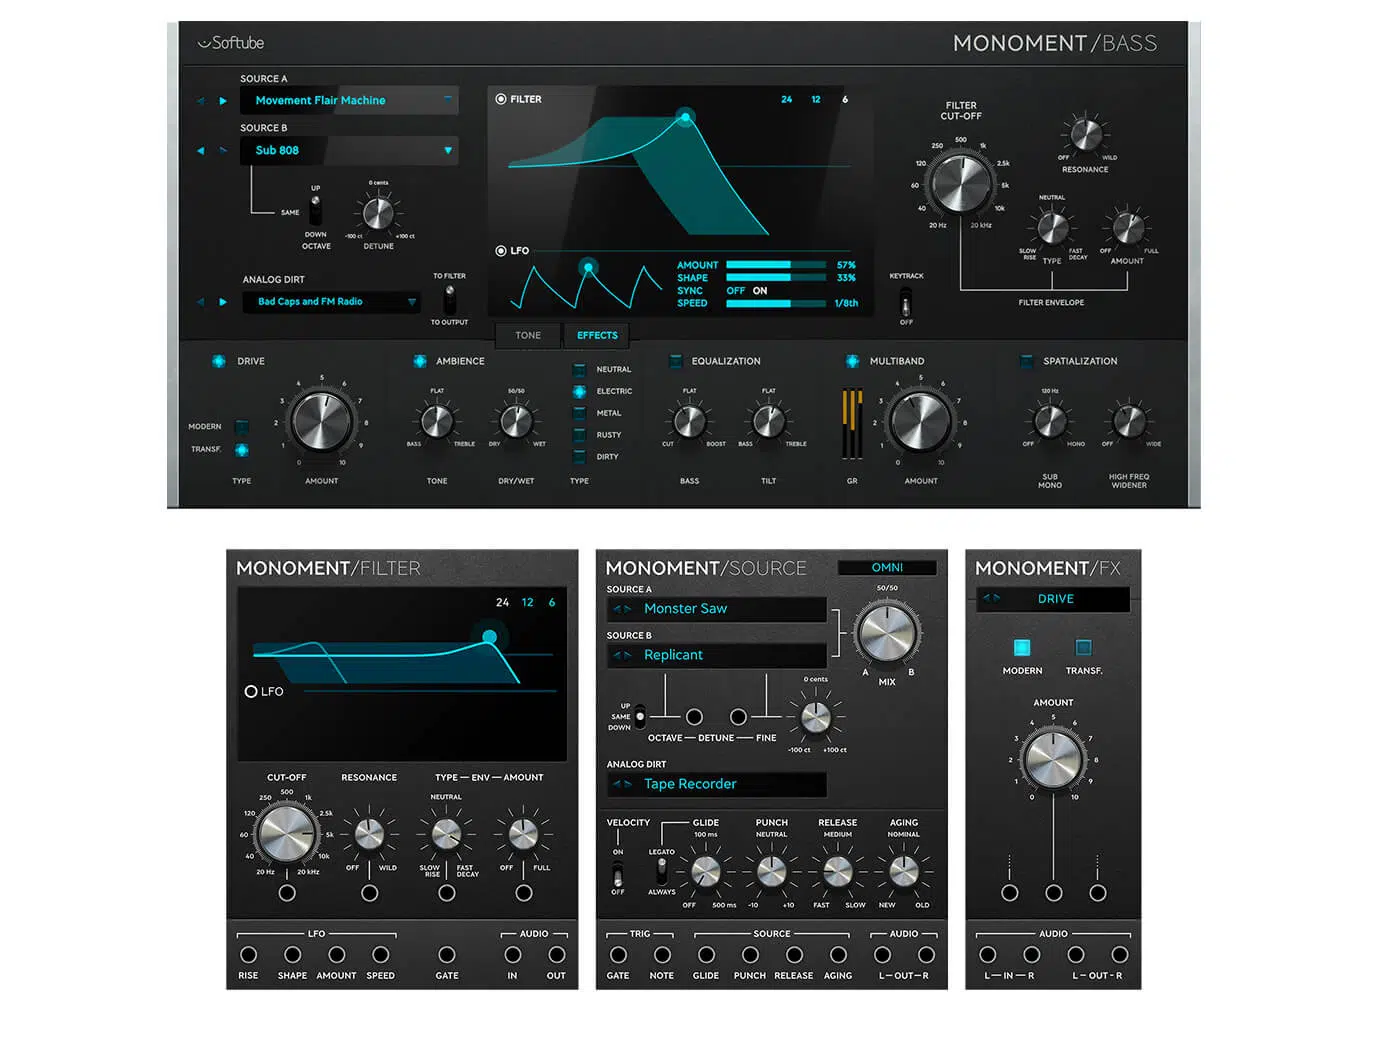 Softube
MONOMENT/BASS
SOURCE A
Movement Flair Machine
SOURCE B
Sub 808
UP
SAME
DOWN
OCTAVE
0 cents
-100 ct +100 ct
DETUNE
ANALOG DIRT
Bad Caps and FM Radio
TO FILTER
TO OUTPUT
FILTER
24 12 6
LFO
AMOUNT 57%
SHAPE 33%
SYNC OFF ON
SPEED 1/8th
TONE EFFECTS
FILTER
CUT-OFF
500
250 1k
120 2.5k
60 5k
40 10k
20 Hz 20 kHz
OFF WILD
RESONANCE
NEUTRAL
SLOW RISE FAST DECAY
TYPE
OFF FULL
AMOUNT
FILTER ENVELOPE
KEYTRACK
OFF
DRIVE
MODERN
TRANSF.
TYPE
0 1 2 3 4 5 6 7 8 9 10
AMOUNT
AMBIENCE
FLAT
BASS TREBLE
TONE
50/50
DRY WET
DRY/WET
NEUTRAL
ELECTRIC
METAL
RUSTY
DIRTY
TYPE
EQUALIZATION
FLAT
CUT BOOST
BASS
FLAT
BASS TREBLE
TILT
MULTIBAND
GR
0 1 2 3 4 5 6 7 8 9 10
AMOUNT
SPATIALIZATION
120 Hz
OFF MONO
SUB
MONO
OFF WIDE
HIGH FREQ
WIDENER
MONOMENT/FILTER
24 12 6
LFO
CUT-OFF RESONANCE TYPE ENV AMOUNT
500
250 1k
120 2.5k
60 5k
40 10k
20 Hz 20 kHz
OFF WILD
NEUTRAL
SLOW RISE FAST DECAY
OFF FULL
LFO
RISE SHAPE AMOUNT SPEED
GATE
AUDIO
IN OUT
MONOMENT/SOURCE
OMNI
SOURCE A
Monster Saw
SOURCE B
Replicant
50/50
A B
MIX
UP
SAME
DOWN
OCTAVE DETUNE FINE
0 cents
-100 ct +100 ct
ANALOG DIRT
Tape Recorder
VELOCITY
ON
OFF
LEGATO
ALWAYS
GLIDE
100 ms
OFF 500 ms
PUNCH
NEUTRAL
-10 +10
RELEASE
MEDIUM
FAST SLOW
AGING
NOMINAL
NEW OLD
TRIG
GATE NOTE
SOURCE
GLIDE PUNCH RELEASE AGING
AUDIO
L OUT R
MONOMENT/FX
DRIVE
MODERN TRANSF.
AMOUNT
0 1 2 3 4 5 6 7 8 9 10
AUDIO
L IN R L OUT R